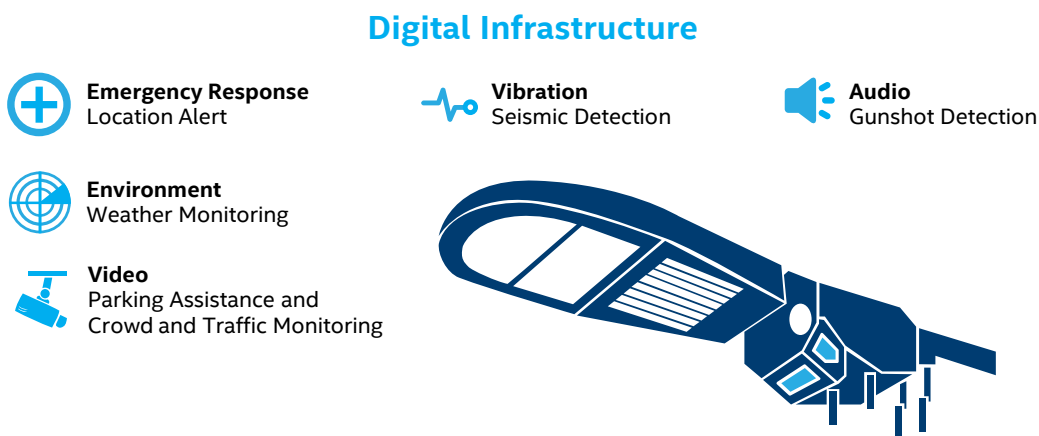 Digital Infrastructure
Emergency Response
Location Alert
Vibration
Seismic Detection
Audio
Gunshot Detection
Environment
Weather Monitoring
Video
Parking Assistance and
Crowd and Traffic Monitoring